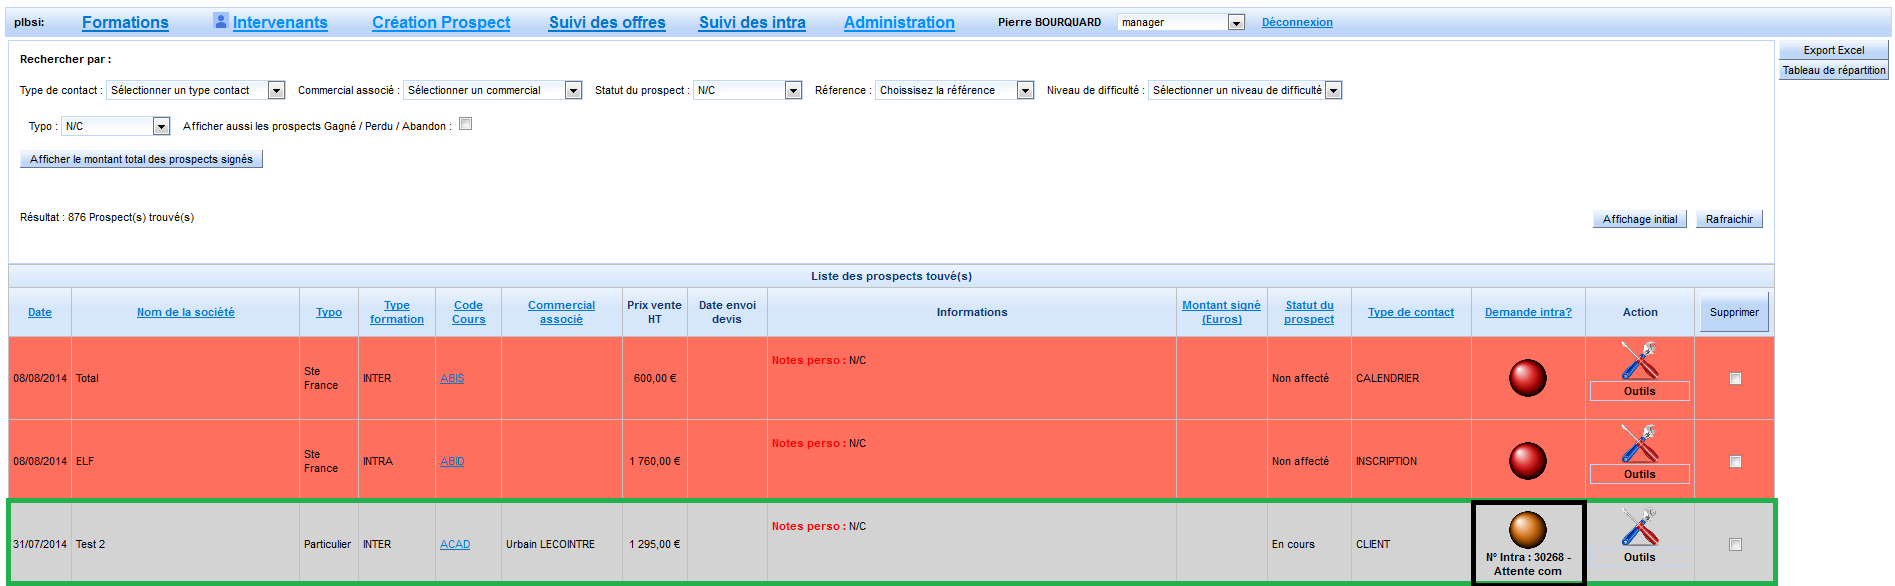 plbsi: Formations Intervenants Création Prospect Suivi des offres Suivi des intra Administration Pierre BOURQUARD manager Déconnexion
Export Excel
Tableau de répartition
Rechercher par :
Type de contact : Sélectionner un type contact Commercial associé : Sélectionner un commercial Statut du prospect : N/C Réference : Choissisez la référence Niveau de difficulté : Sélectionner un niveau de difficulté
Typo : N/C Afficher aussi les prospects Gagné / Perdu / Abandon :
Afficher le montant total des prospects signés
Résultat : 876 Prospect(s) trouvé(s) Affichage initial Rafraichir
Liste des prospects touvé(s)
Date Nom de la société Typo Type formation Code Cours Commercial associé Prix vente HT Date envoi devis Informations Montant signé (Euros) Statut du prospect Type de contact Demande intra? Action Supprimer
08/08/2014 Total Ste France INTER ABIS 600,00 € Notes perso : N/C Non affecté CALENDRIER Outils
08/08/2014 ELF Ste France INTRA ABID 1 760,00 € Notes perso : N/C Non affecté INSCRIPTION Outils
31/07/2014 Test 2 Particulier INTER ACAD Urbain LECOINTRE 1 295,00 € Notes perso : N/C En cours CLIENT N° Intra : 30268 - Attente com Outils